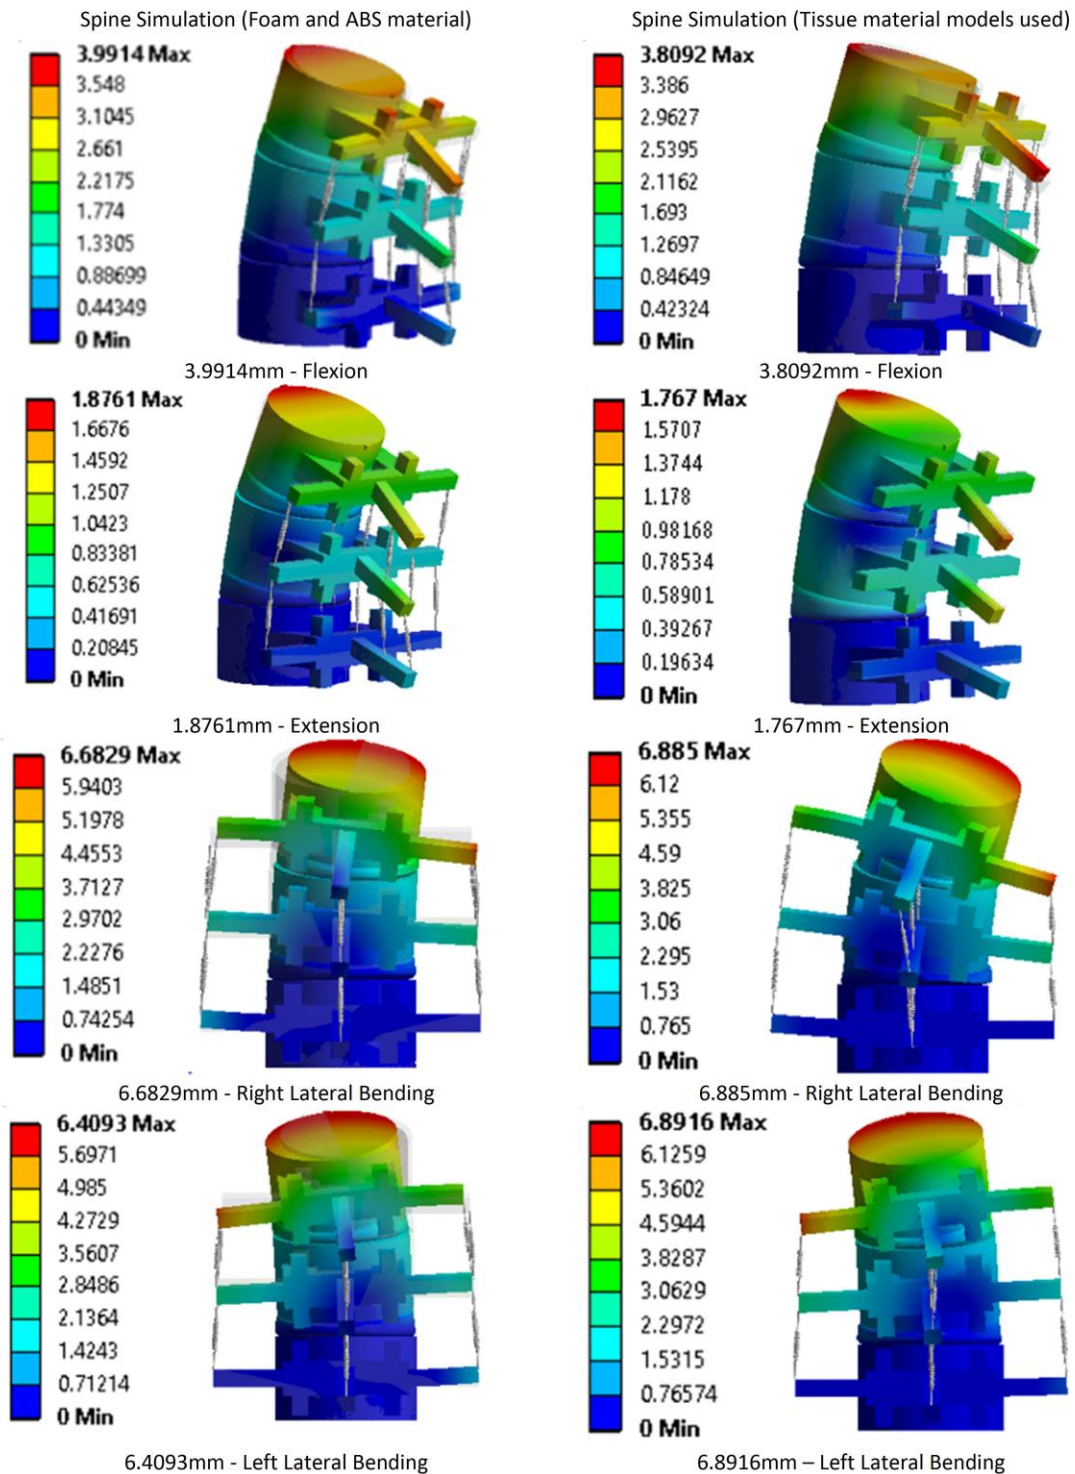 Spine Simulation (Foam and ABS material)
3.9914 Max
3.548
3.1045
2.661
2.2175
1.774
1.3305
0.88699
0.44349
0 Min
3.9914mm - Flexion
Spine Simulation (Tissue material models used)
3.8092 Max
3.386
2.9627
2.5395
2.1162
1.693
1.2697
0.84649
0.42324
0 Min
3.8092mm - Flexion
1.8761 Max
1.6676
1.4592
1.2507
1.0423
0.83381
0.62536
0.41691
0.20845
0 Min
1.8761mm - Extension
1.767 Max
1.5707
1.3744
1.178
0.98168
0.78534
0.58901
0.39267
0.19634
0 Min
1.767mm - Extension
6.6829 Max
5.9403
5.1978
4.4553
3.7127
2.9702
2.2276
1.4851
0.74254
0 Min
6.6829mm - Right Lateral Bending
6.885 Max
6.12
5.355
4.59
3.825
3.06
2.295
1.53
0.765
0 Min
6.885mm - Right Lateral Bending
6.4093 Max
5.6971
4.985
4.2729
3.5607
2.8486
2.1364
1.4243
0.71214
0 Min
6.4093mm - Left Lateral Bending
6.8916 Max
6.1259
5.3602
4.5944
3.8287
3.0629
2.2972
1.5315
0.76574
0 Min
6.8916mm – Left Lateral Bending